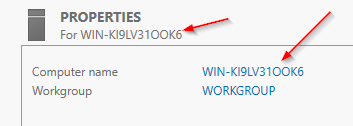 PROPERTIES
For WIN-KI9LV31OOK6
Computer name WIN-KI9LV31OOK6
Workgroup WORKGROUP